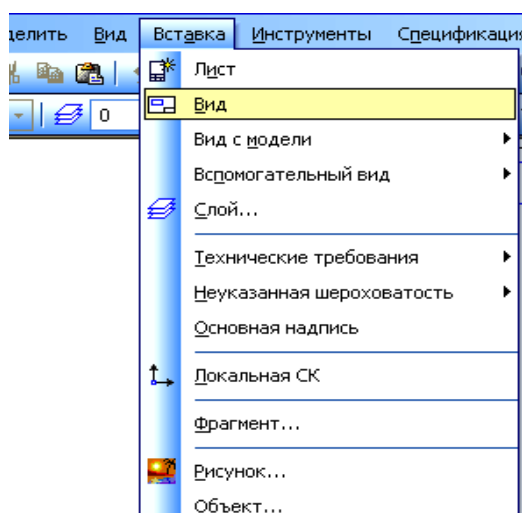 делить Вид Вставка Инструменты Спецификация
0
Лист
Вид
Вид с модели
Вспомогательный вид
Слой...
Технические требования
Неуказанная шероховатость
Основная надпись
Локальная СК
Фрагмент...
Рисунок...
Объект...